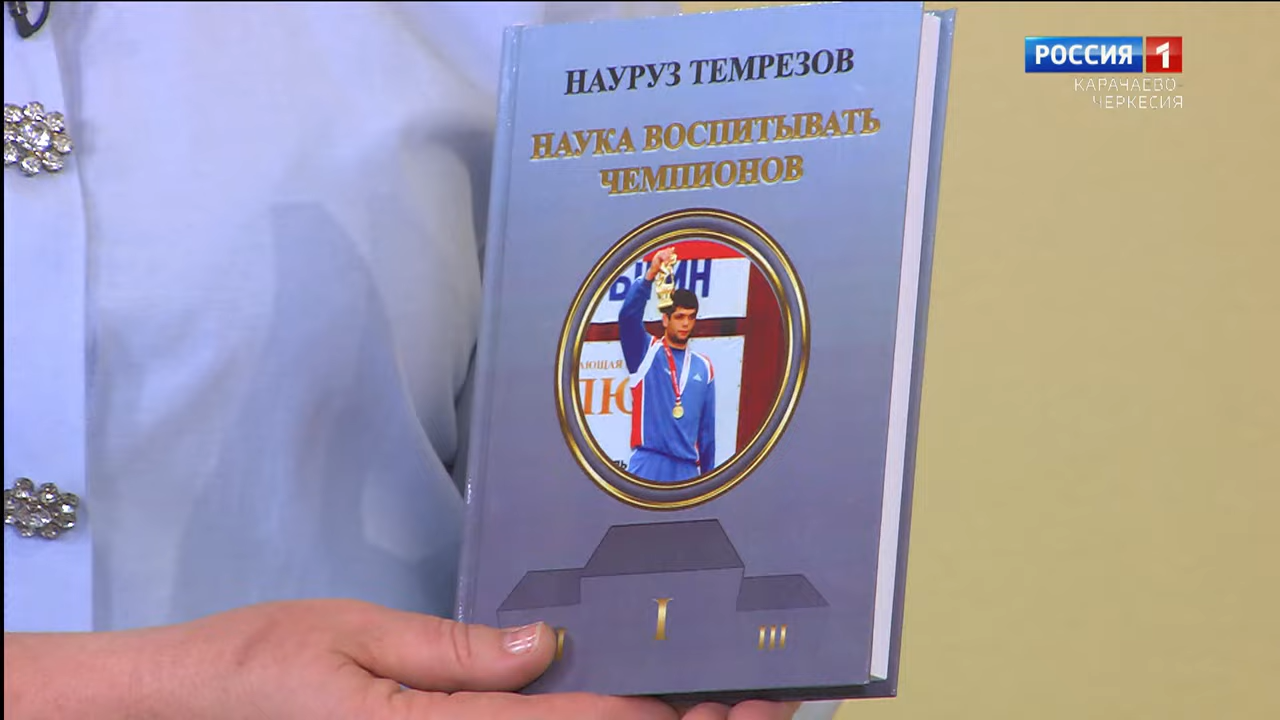 РОССИЯ 1
КАРАЧАЕВО-
ЧЕРКЕСИЯ
НАУРУЗ ТЕМРЕЗОВ
НАУКА ВОСПИТЫВАТЬ
ЧЕМПИОНОВ
I
III